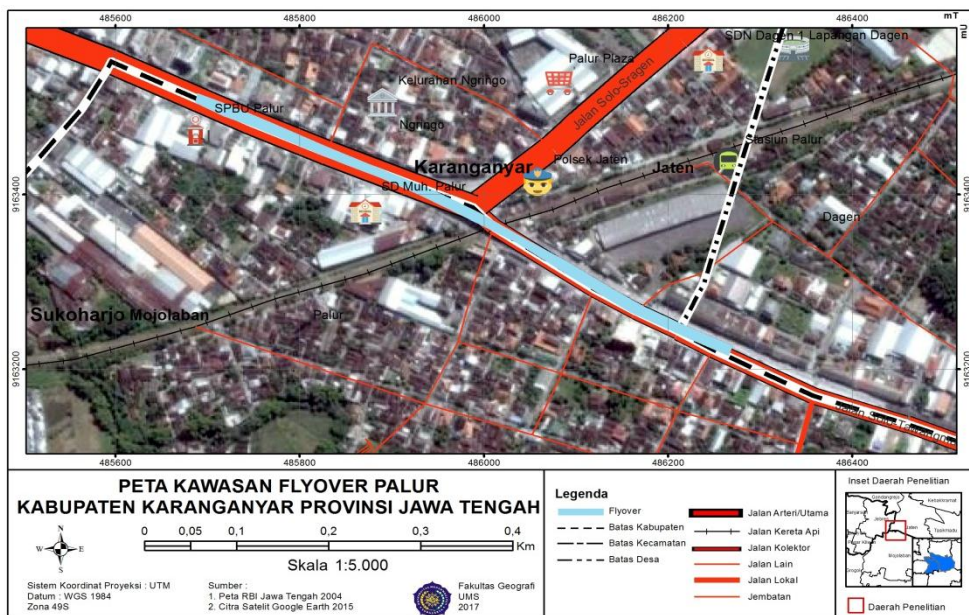 485600 485800 486000 486200 486400 mT
mU
9163400
9163200
SDN Dagen 1 Lapangan Dagen
Palur Plaza
Kelurahan Ngringo
Jalan Solo-Sragen
SPBU Palur
Ngringo
Stasiun Palur
Polsek Jaten
Karanganyar
Jaten
SD Muh. Palur
Dagen
Sukoharjo Mojolaban
Palur
9163400
9163200
485600 485800 486000 486200 486400
PETA KAWASAN FLYOVER PALUR
KABUPATEN KARANGANYAR PROVINSI JAWA TENGAH
N
W E
S
0 0,05 0,1 0,2 0,3 0,4
Km
Skala 1:5.000
Sistem Koordinat Proyeksi : UTM
Datum : WGS 1984
Zona 49S
Sumber :
1. Peta RBI Jawa Tengah 2004
2. Citra Satelit Google Earth 2015
Fakultas Geografi
UMS
2017
Legenda
Flyover
Batas Kabupaten
Batas Kecamatan
Batas Desa
Jalan Arteri/Utama
Jalan Kereta Api
Jalan Kolektor
Jalan Lain
Jalan Lokal
Jembatan
Inset Daerah Penelitian
Jaten
Daerah Penelitian